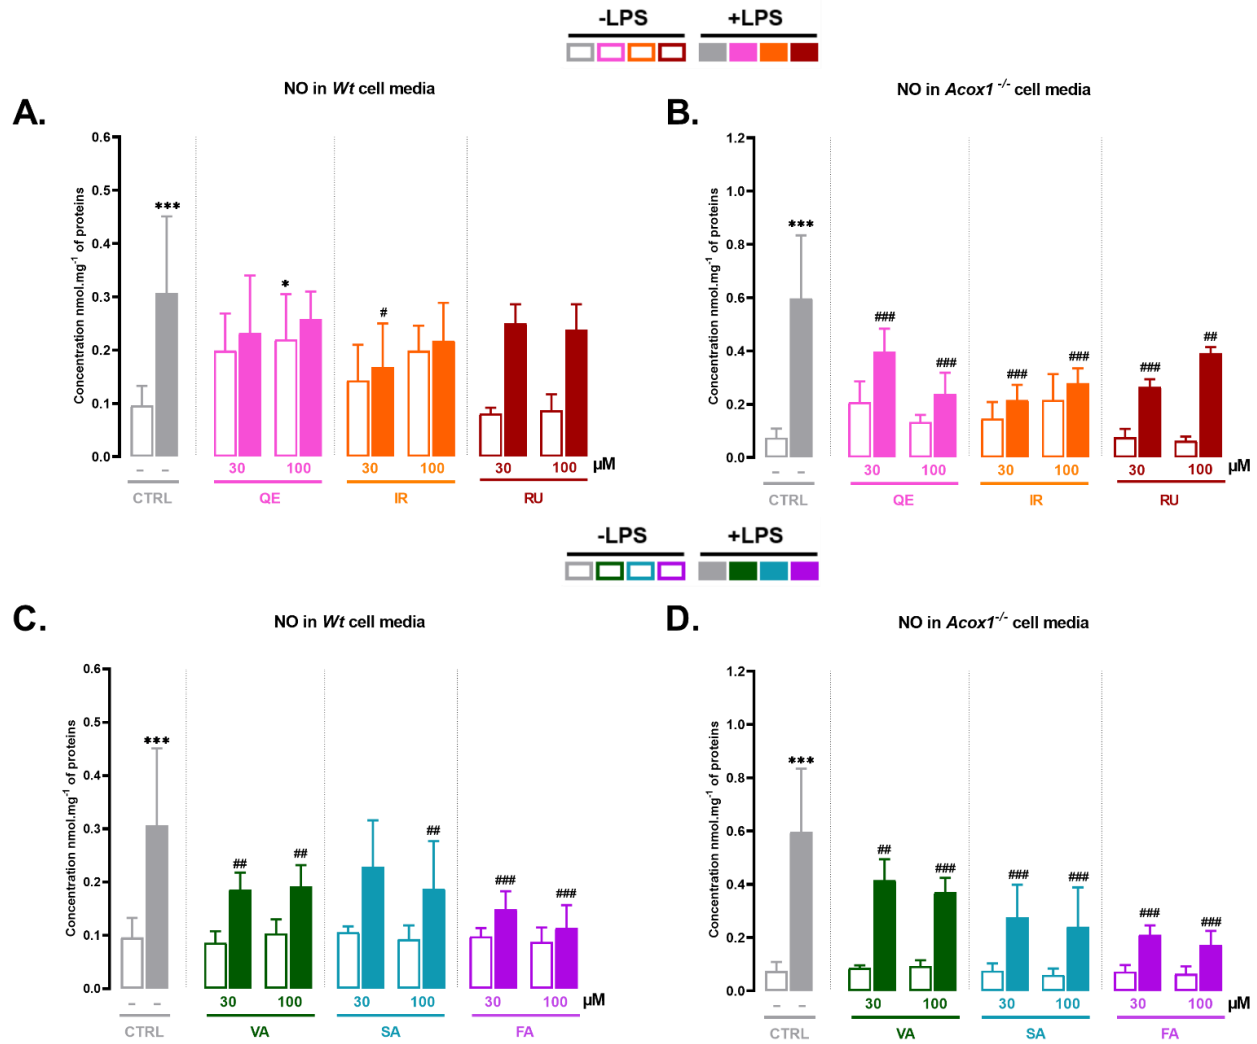 -LPS +LPS
NO in Wt cell media
NO in Acox1 -/- cell media
A.
B.
Concentration nmol.mg-1 of proteins
0.6
0.5
0.4
0.3
0.2
0.1
0.0
***
*
#
– –
30 100
30 100
30 100 µM
CTRL QE IR RU
Concentration nmol.mg-1 of proteins
1.2
1.0
0.8
0.6
0.4
0.2
0.0
***
###
###
###
###
###
##
– –
30 100
30 100
30 100 µM
CTRL QE IR RU
-LPS +LPS
C.
NO in Wt cell media
D.
NO in Acox1-/- cell media
Concentration nmol.mg-1 of proteins
0.6
0.5
0.4
0.3
0.2
0.1
0.0
***
##
##
##
###
###
– –
30 100
30 100
30 100 µM
CTRL VA SA FA
Concentration nmol.mg-1 of proteins
1.2
1.0
0.8
0.6
0.4
0.2
0.0
***
##
###
###
###
###
###
– –
30 100
30 100
30 100 µM
CTRL VA SA FA